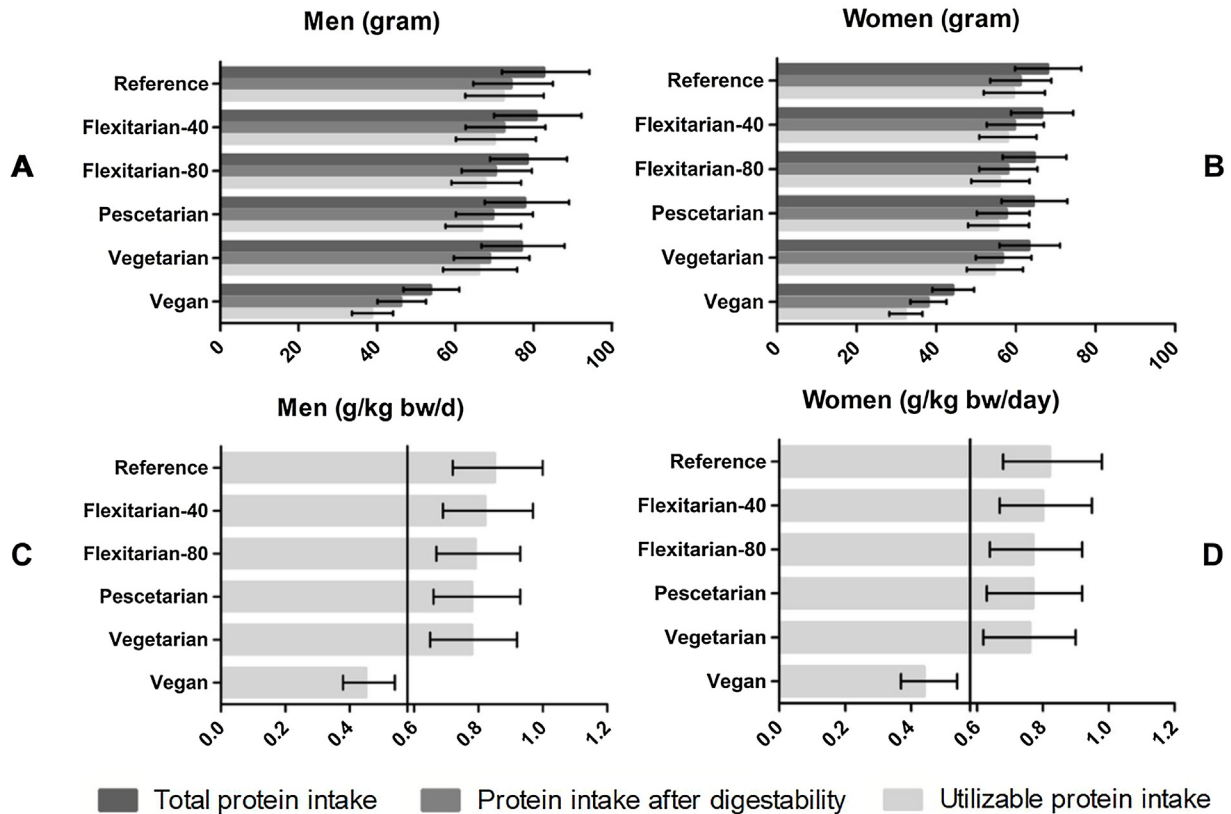 Men (gram)
Reference
Flexitarian-40
Flexitarian-80
Pescetarian
Vegetarian
Vegan
0 20 40 60 80 100
A
Women (gram)
Reference
Flexitarian-40
Flexitarian-80
Pescetarian
Vegetarian
Vegan
0 20 40 60 80 100
B
Men (g/kg bw/d)
Reference
Flexitarian-40
Flexitarian-80
Pescetarian
Vegetarian
Vegan
0.0 0.2 0.4 0.6 0.8 1.0 1.2
C
Women (g/kg bw/day)
Reference
Flexitarian-40
Flexitarian-80
Pescetarian
Vegetarian
Vegan
0.0 0.2 0.4 0.6 0.8 1.0 1.2
D
Total protein intake Protein intake after digestability Utilizable protein intake